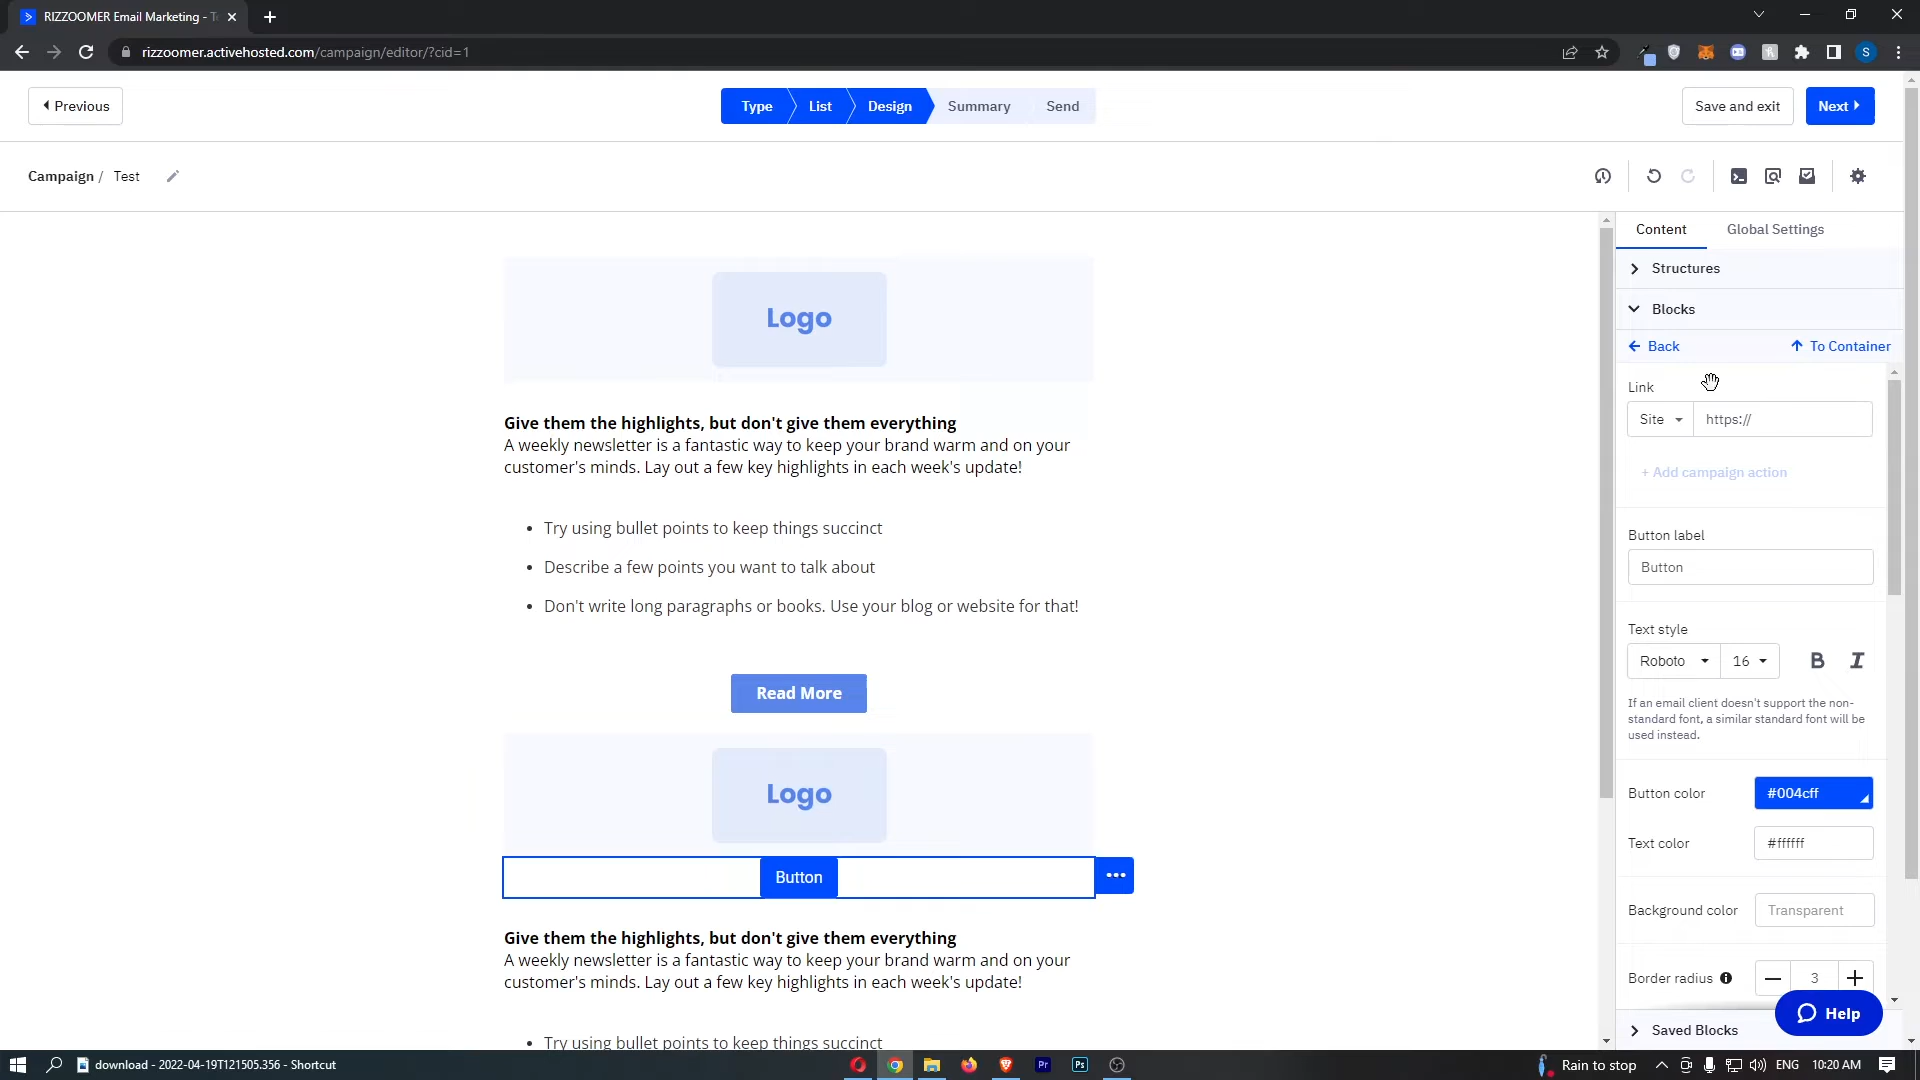 RIZZOOMER Email Marketing -
rizzoomer.activehosted.com/campaign/editor/?cid=1
S
Previous
Type
List
Design
Summary
Send
Save and exit
Next
Campaign / Test
Content
Global Settings
Structures
Blocks
Back
To Container
Logo
Give them the highlights, but don't give them everything
A weekly newsletter is a fantastic way to keep your brand warm and on your
customer's minds. Lay out a few key highlights in each week's update!
• Try using bullet points to keep things succinct
• Describe a few points you want to talk about
• Don't write long paragraphs or books. Use your blog or website for that!
Read More
Logo
Button
Give them the highlights, but don't give them everything
A weekly newsletter is a fantastic way to keep your brand warm and on your
customer's minds. Lay out a few key highlights in each week's update!
• Try using bullet points to keep things succinct
Link
Site
https://
+ Add campaign action
Button label
Button
Text style
Roboto
16
B
I
If an email client doesn't support the non-
standard font, a similar standard font will be
used instead.
Button color
#004cff
Text color
#ffffff
Background color
Transparent
Border radius
3
Saved Blocks
Help
download - 2022-04-19T121505.356 - Shortcut
Pr
Ps
Rain to stop
ENG
10:20 AM